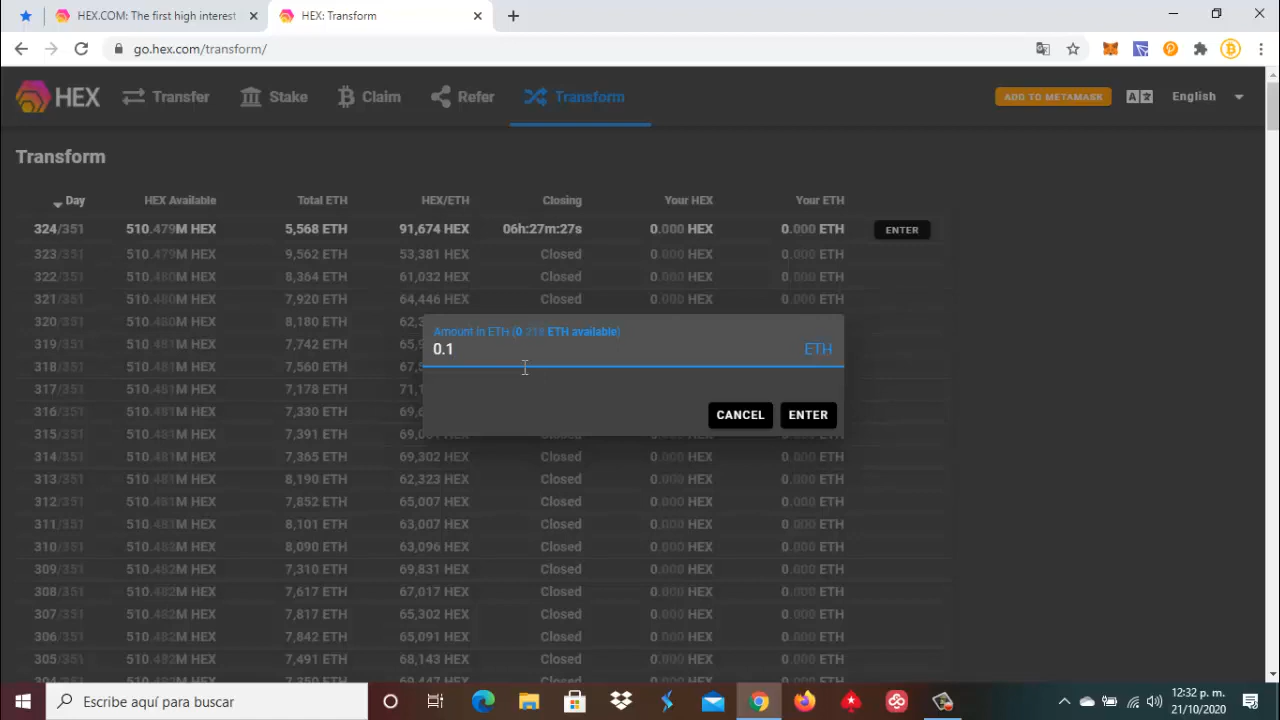 HEX.COM: The first high interest
HEX: Transform
go.hex.com/transform/
HEX
Transfer
Stake
Claim
Refer
Transform
ADD TO METAMASK
English
Transform
Day HEX Available Total ETH HEX/ETH Closing Your HEX Your ETH
324/351 510.479M HEX 5,568 ETH 91,674 HEX 06h:27m:27s 0.000 HEX 0.000 ETH ENTER
323/351 510.479M HEX 9,562 ETH 53,381 HEX Closed 0.000 HEX 0.000 ETH
322/351 510.480M HEX 8,364 ETH 61,032 HEX Closed 0.000 HEX 0.000 ETH
321/351 510.480M HEX 7,920 ETH 64,446 HEX Closed 0.000 HEX 0.000 ETH
320/351 510.480M HEX 8,180 ETH
319/351 510.481M HEX 7,742 ETH
318/351 510.481M HEX 7,560 ETH
317/351 510.481M HEX 7,178 ETH
316/351 510.481M HEX 7,330 ETH
315/351 510.481M HEX 7,391 ETH Closed 0.000 HEX 0.000 ETH
314/351 510.481M HEX 7,365 ETH 69,302 HEX Closed 0.000 HEX 0.000 ETH
313/351 510.481M HEX 8,190 ETH 62,323 HEX Closed 0.000 HEX 0.000 ETH
312/351 510.481M HEX 7,852 ETH 65,007 HEX Closed 0.000 HEX 0.000 ETH
311/351 510.481M HEX 8,101 ETH 63,007 HEX Closed 0.000 HEX 0.000 ETH
310/351 510.482M HEX 8,090 ETH 63,096 HEX Closed 0.000 HEX 0.000 ETH
309/351 510.482M HEX 7,310 ETH 69,831 HEX Closed 0.000 HEX 0.000 ETH
308/351 510.482M HEX 7,617 ETH 67,017 HEX Closed 0.000 HEX 0.000 ETH
307/351 510.482M HEX 7,817 ETH 65,302 HEX Closed 0.000 HEX 0.000 ETH
306/351 510.482M HEX 7,842 ETH 65,091 HEX Closed 0.000 HEX 0.000 ETH
305/351 510.482M HEX 7,491 ETH 68,143 HEX Closed 0.000 HEX 0.000 ETH
Amount in ETH (0.218 ETH available)
0.1 ETH
CANCEL ENTER
Escribe aquí para buscar
12:32 p. m.
21/10/2020